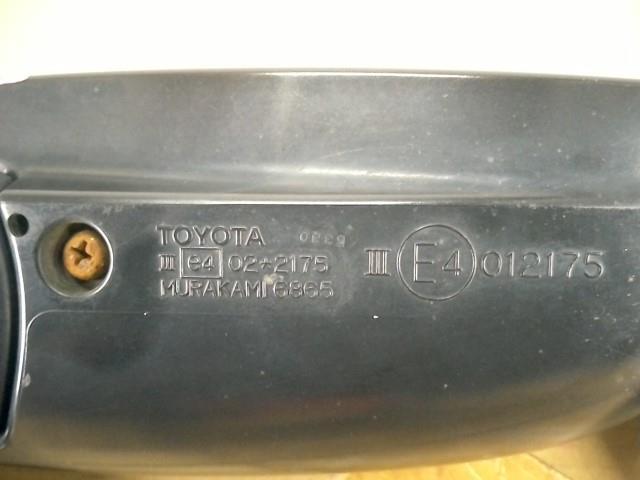 TOYOTA
III e4 02*2175
MURAKAMI 6865
III E4 012175